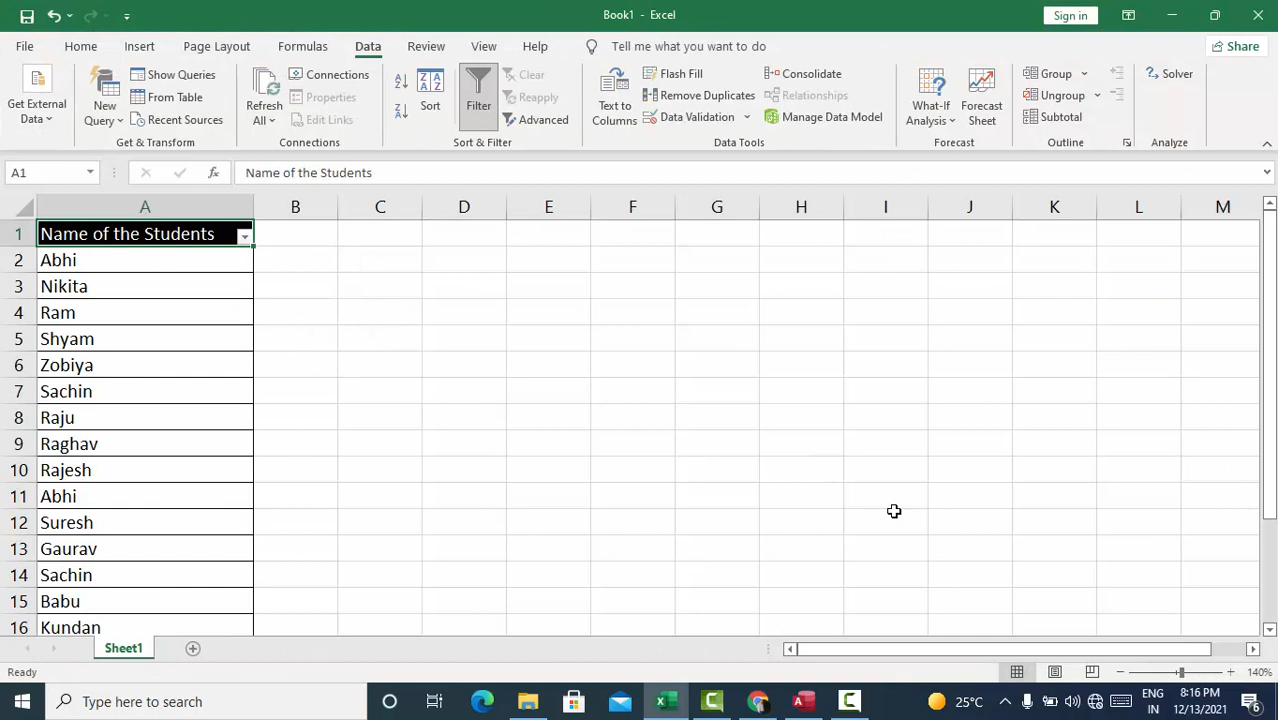 Book1 - Excel
Sign in
File Home Insert Page Layout Formulas Data Review View Help Tell me what you want to do Share
Get External Data
New Query
Show Queries
From Table
Recent Sources
Get & Transform
Refresh All
Connections
Properties
Edit Links
Connections
Sort
Filter
Clear
Reapply
Advanced
Sort & Filter
Text to Columns
Flash Fill
Remove Duplicates
Data Validation
Consolidate
Relationships
Manage Data Model
Data Tools
What-If Analysis
Forecast Sheet
Forecast
Group
Ungroup
Subtotal
Outline
Solver
Analyze
A1 fx Name of the Students
A B C D E F G H I J K L M
1 Name of the Students
2 Abhi
3 Nikita
4 Ram
5 Shyam
6 Zobiya
7 Sachin
8 Raju
9 Raghav
10 Rajesh
11 Abhi
12 Suresh
13 Gaurav
14 Sachin
15 Babu
16 Kundan
Sheet1
Ready
140%
Type here to search
25°C
ENG
IN
8:16 PM
12/13/2021
6